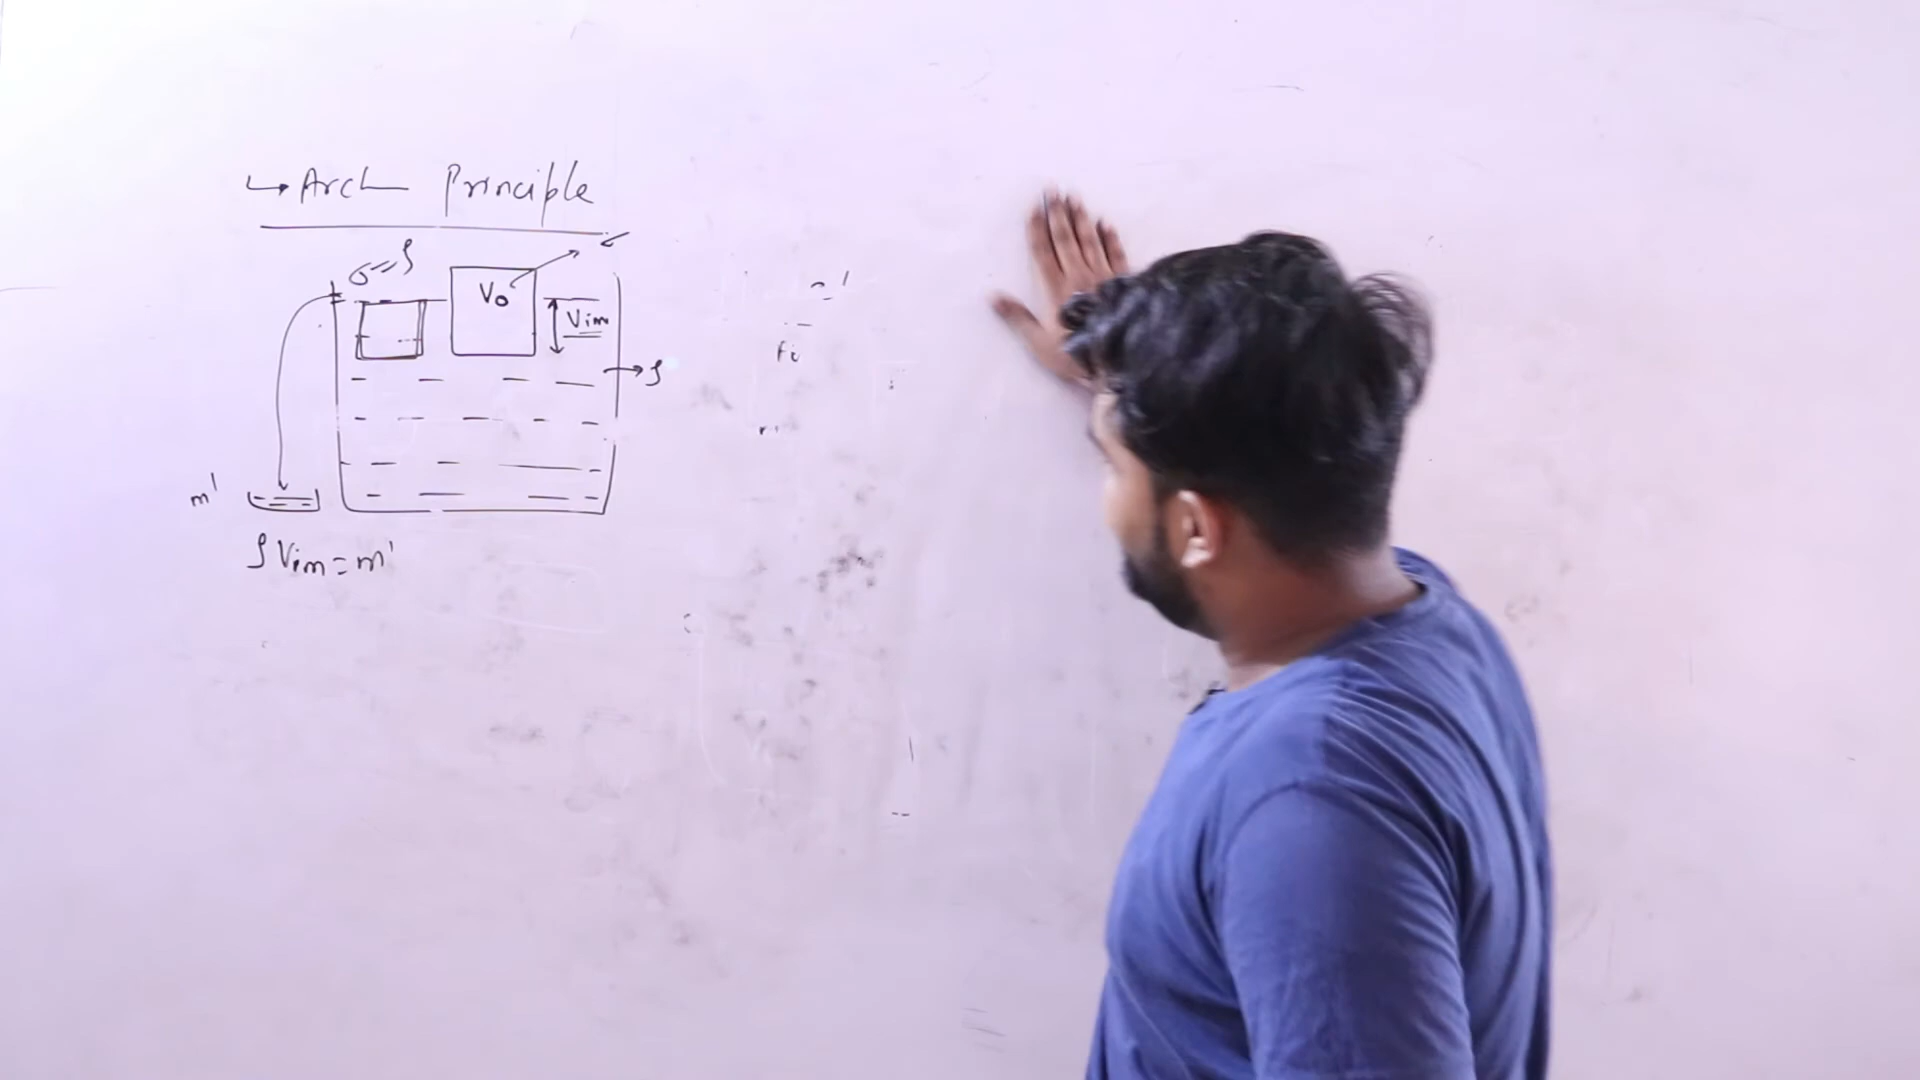 ↳ Arch Principle
σ = ρ
V₀
Vim
→ ρ
m'
ρ Vim = m'